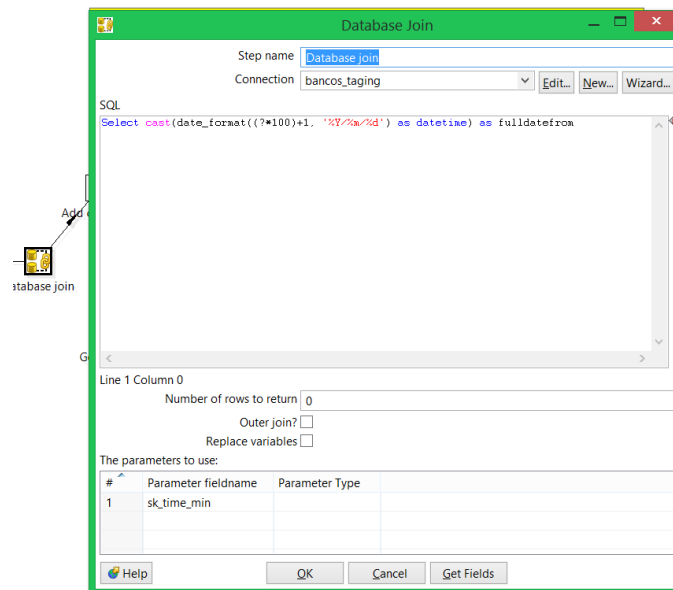 Database Join
Step name Database join
Connection bancos_taging Edit... New... Wizard...
SQL
Select cast(date_format((?*100)+1, '%Y/%m/%d') as datetime) as fulldatefrom
Add
atabase join
G
Line 1 Column 0
Number of rows to return 0
Outer join?
Replace variables
The parameters to use:
# Parameter fieldname Parameter Type
1 sk_time_min
Help OK Cancel Get Fields